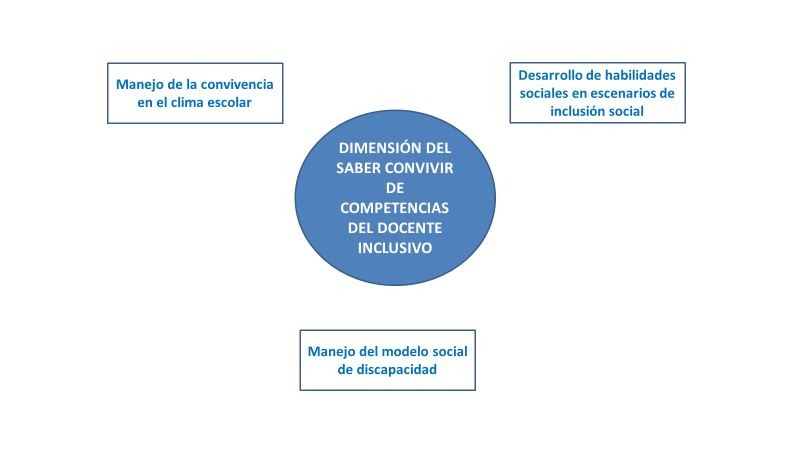 Manejo de la convivencia
en el clima escolar
Desarrollo de habilidades
sociales en escenarios de
inclusión social
DIMENSIÓN DEL
SABER CONVIVIR
DE
COMPETENCIAS
DEL DOCENTE
INCLUSIVO
Manejo del modelo social
de discapacidad